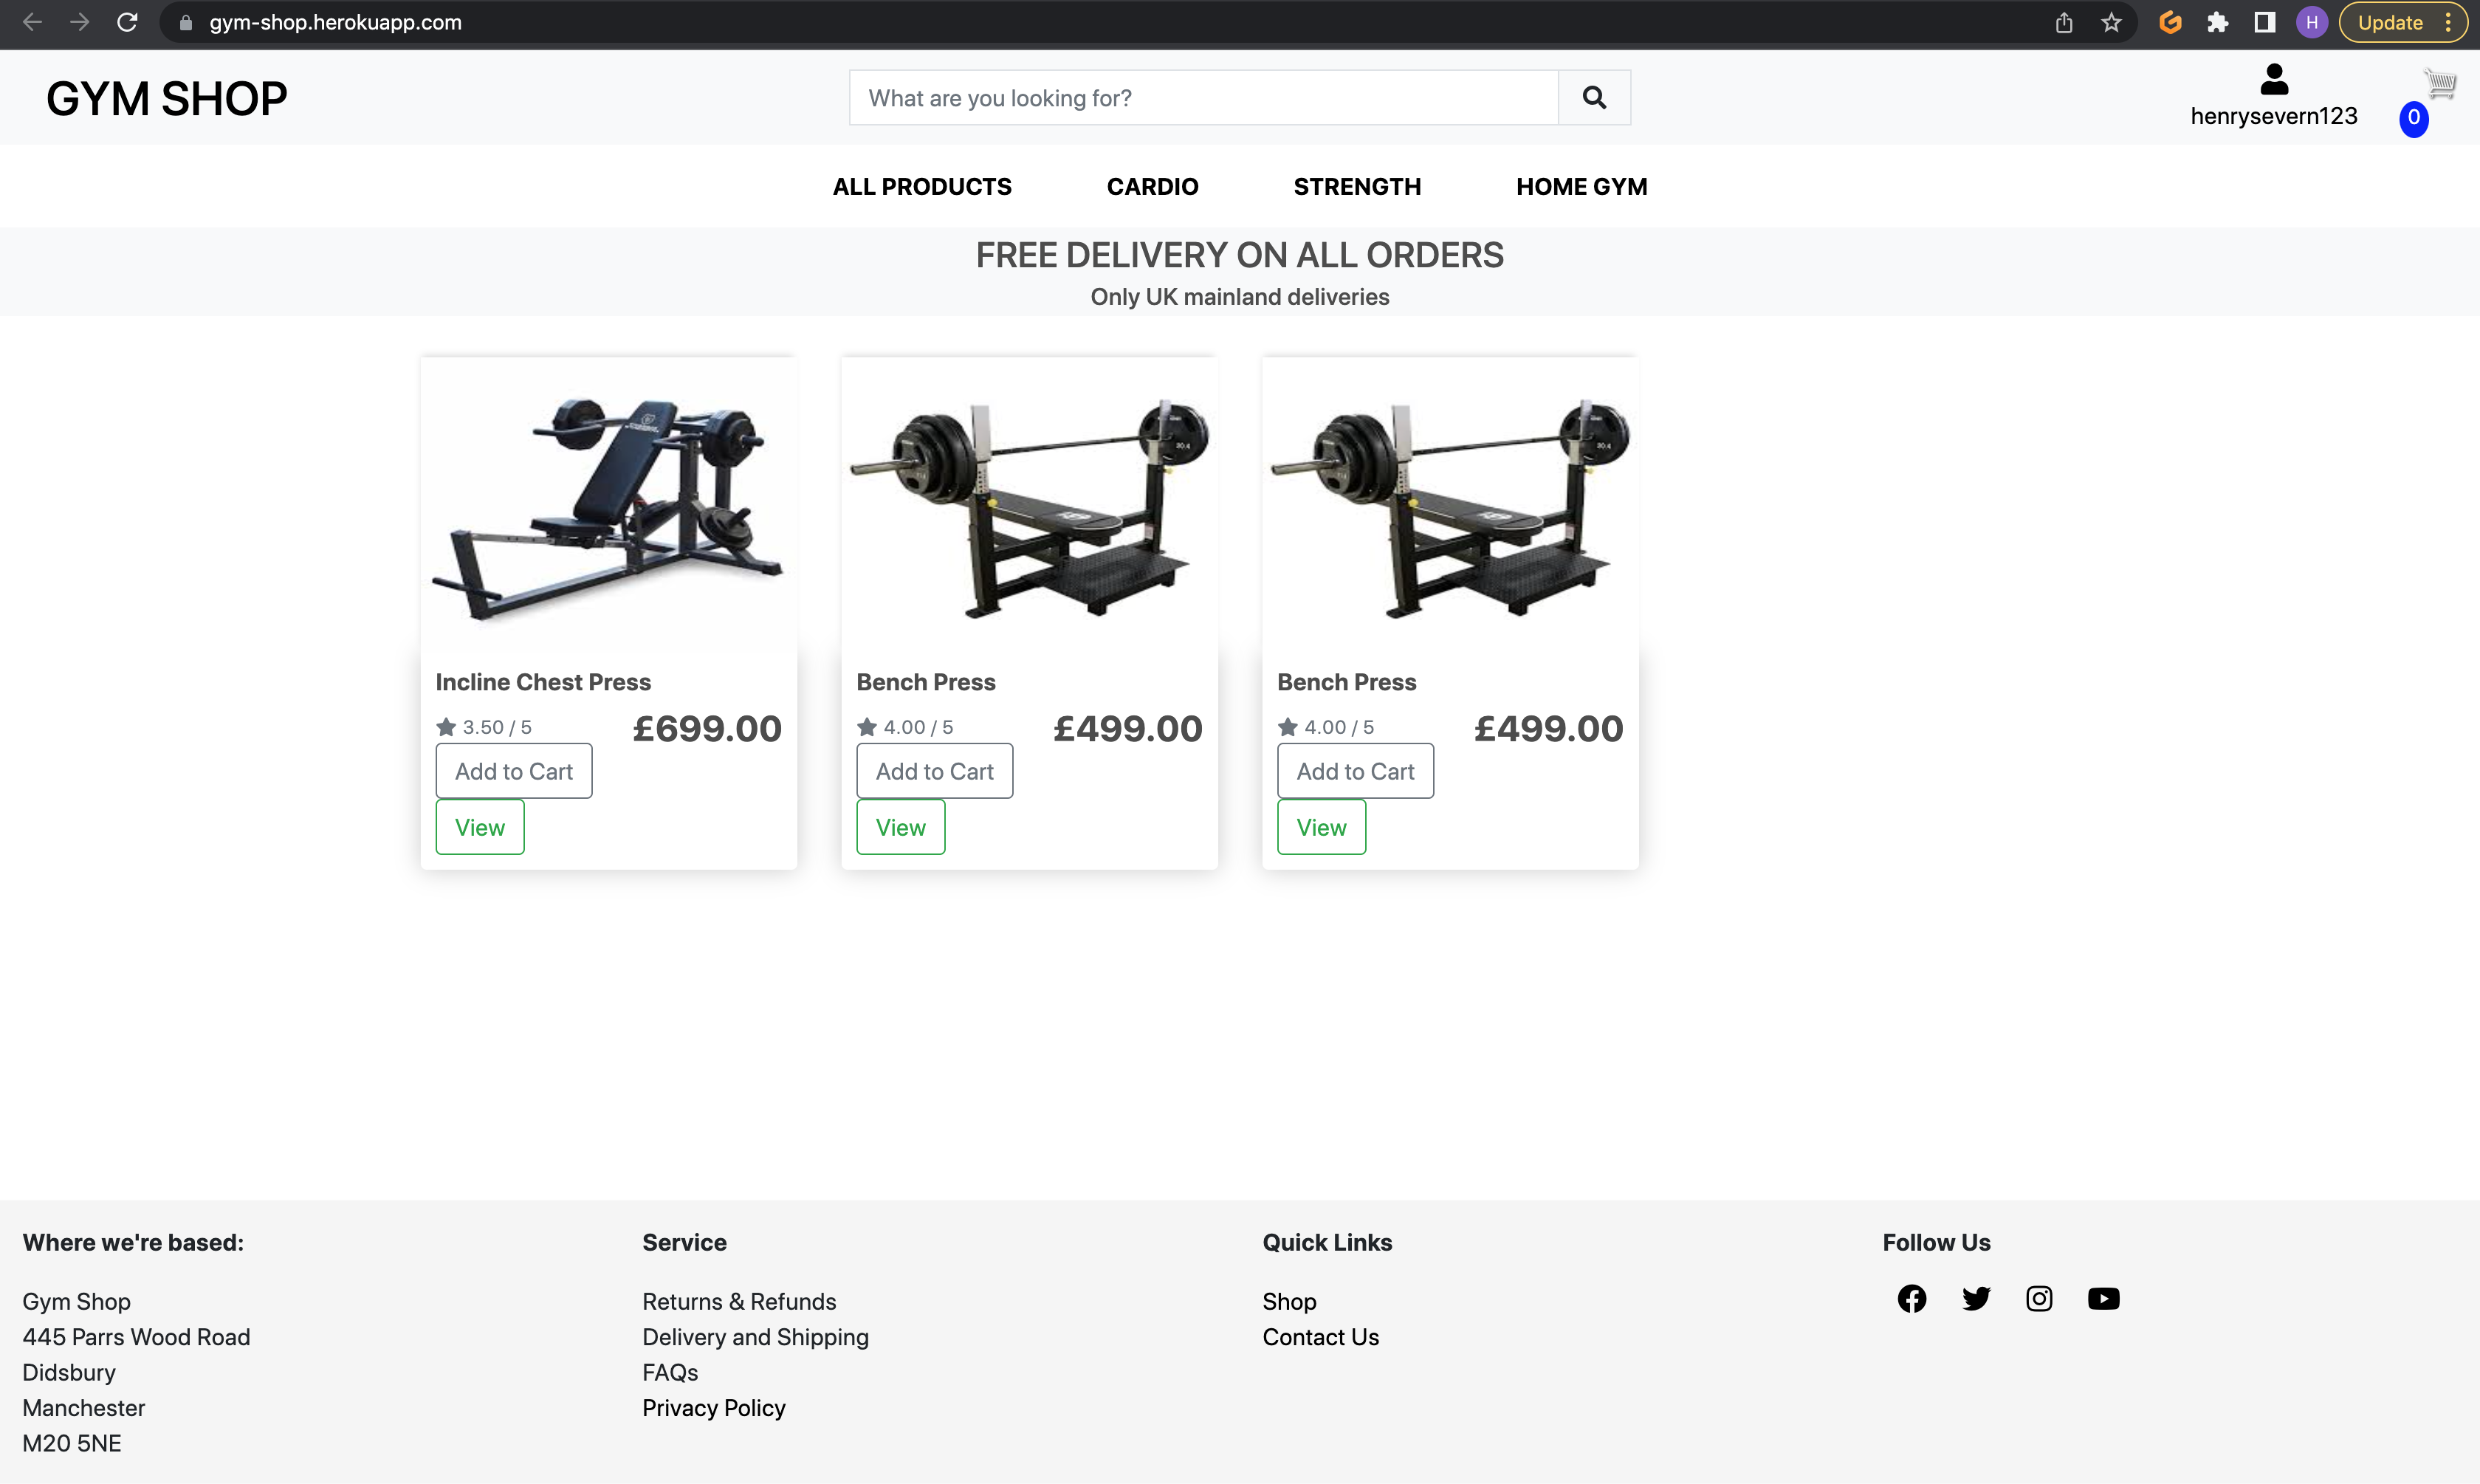 gym-shop.herokuapp.com
H
Update
GYM SHOP
What are you looking for?
henrysevern123
0
ALL PRODUCTS CARDIO STRENGTH HOME GYM
FREE DELIVERY ON ALL ORDERS
Only UK mainland deliveries
Incline Chest Press
3.50 / 5
£699.00
Add to Cart
View
Bench Press
4.00 / 5
£499.00
Add to Cart
View
Bench Press
4.00 / 5
£499.00
Add to Cart
View
Where we're based:
Gym Shop
445 Parrs Wood Road
Didsbury
Manchester
M20 5NE
Service
Returns & Refunds
Delivery and Shipping
FAQs
Privacy Policy
Quick Links
Shop
Contact Us
Follow Us